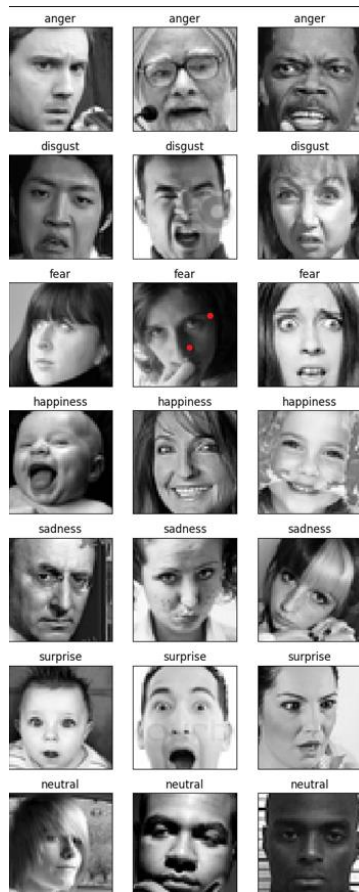 anger anger anger
disgust disgust disgust
fear fear fear
happiness happiness happiness
sadness sadness sadness
surprise surprise surprise
neutral neutral neutral